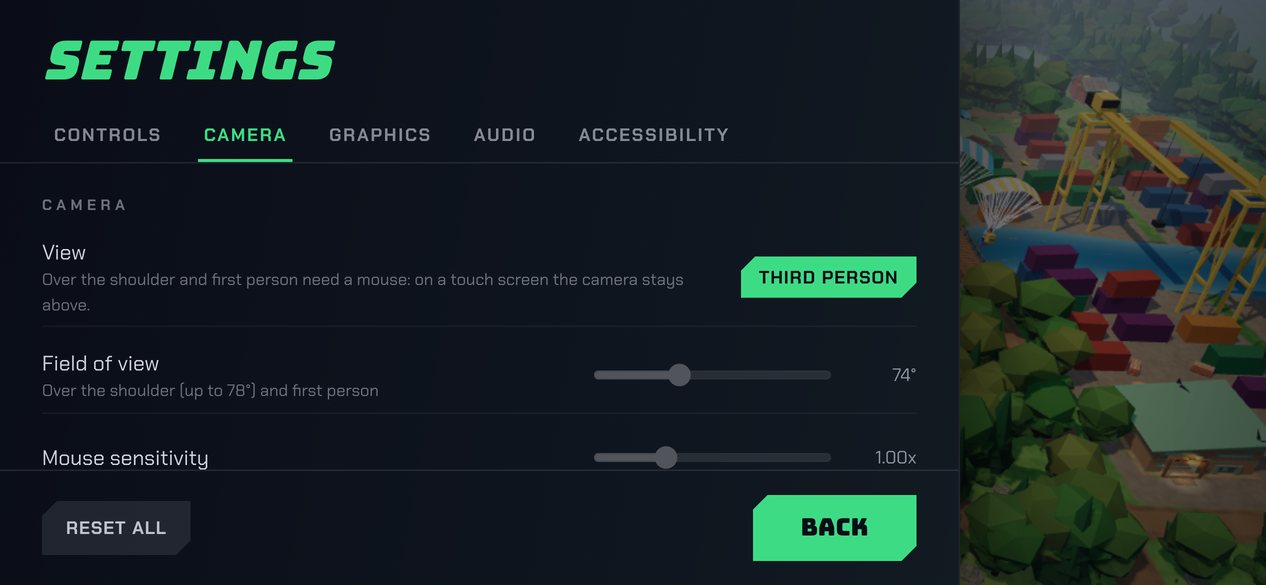 SETTINGS
CONTROLS CAMERA GRAPHICS AUDIO ACCESSIBILITY
CAMERA
View
Over the shoulder and first person need a mouse: on a touch screen the camera stays
above.
THIRD PERSON
Field of view
Over the shoulder (up to 78°) and first person
74°
Mouse sensitivity
1.00x
RESET ALL
BACK